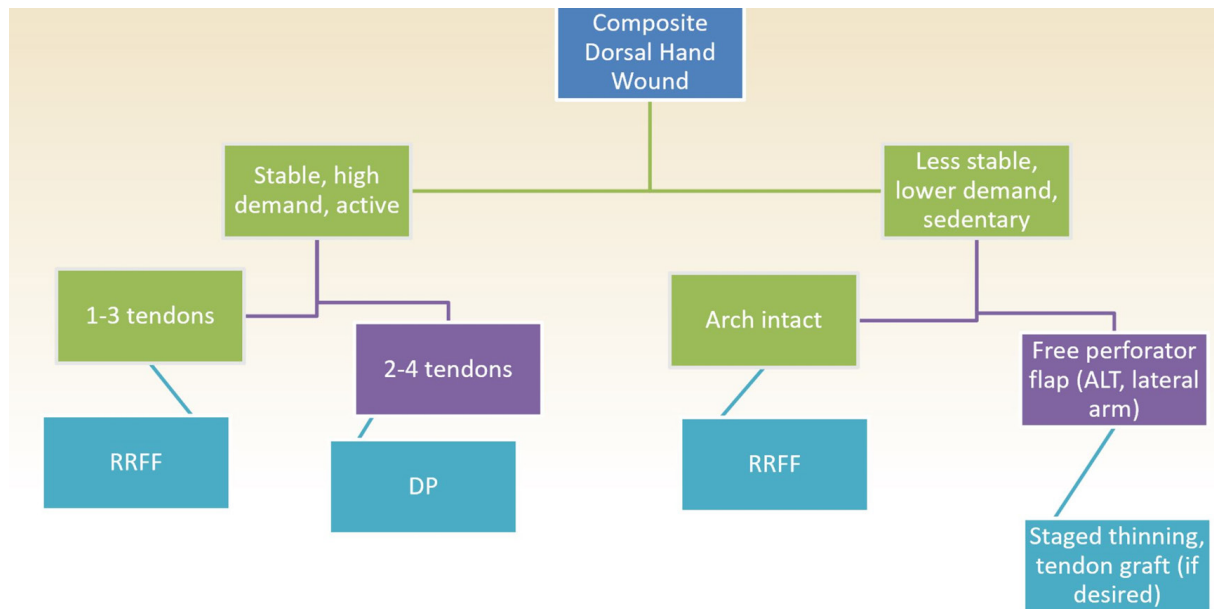 Composite
Dorsal Hand
Wound
Stable, high
demand, active
Less stable,
lower demand,
sedentary
1-3 tendons
2-4 tendons
Arch intact
Free perforator
flap (ALT, lateral
arm)
RRFF
DP
RRFF
Staged thinning,
tendon graft (if
desired)